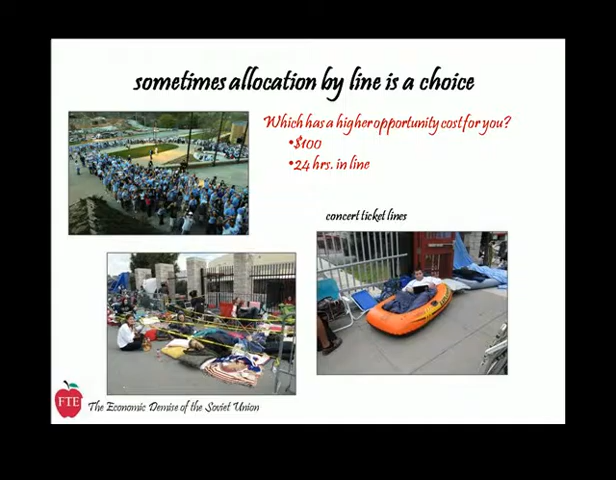 sometimes allocation by line is a choice
Which has a higher opportunity cost for you?
•$100
•24 hrs. in line
concert ticket lines
FTE
The Economic Demise of the Soviet Union